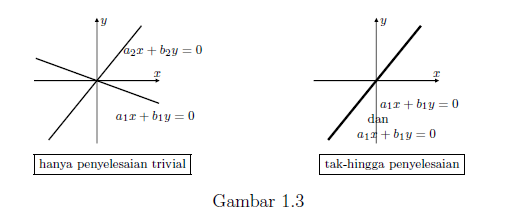 y
a₂x + b₂y = 0
x
a₁x + b₁y = 0
hanya penyelesaian trivial
y
x
a₁x + b₁y = 0
dan
a₁x + b₁y = 0
tak-hingga penyelesaian
Gambar 1.3